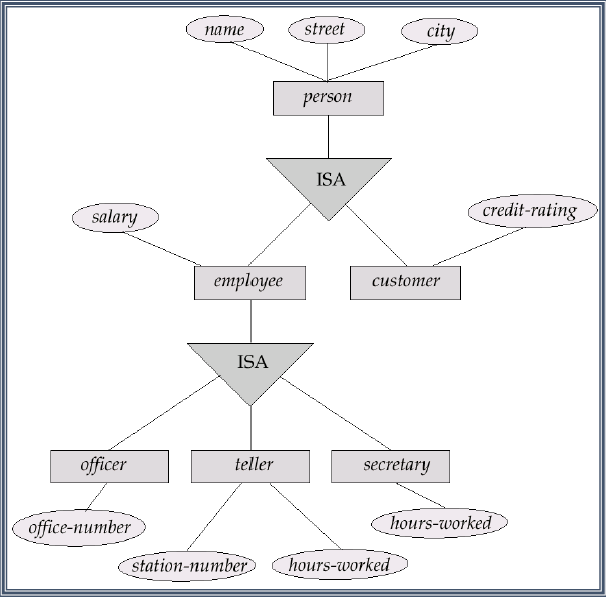 name
street
city
person
ISA
salary
credit-rating
employee
customer
ISA
officer
teller
secretary
office-number
hours-worked
station-number
hours-worked